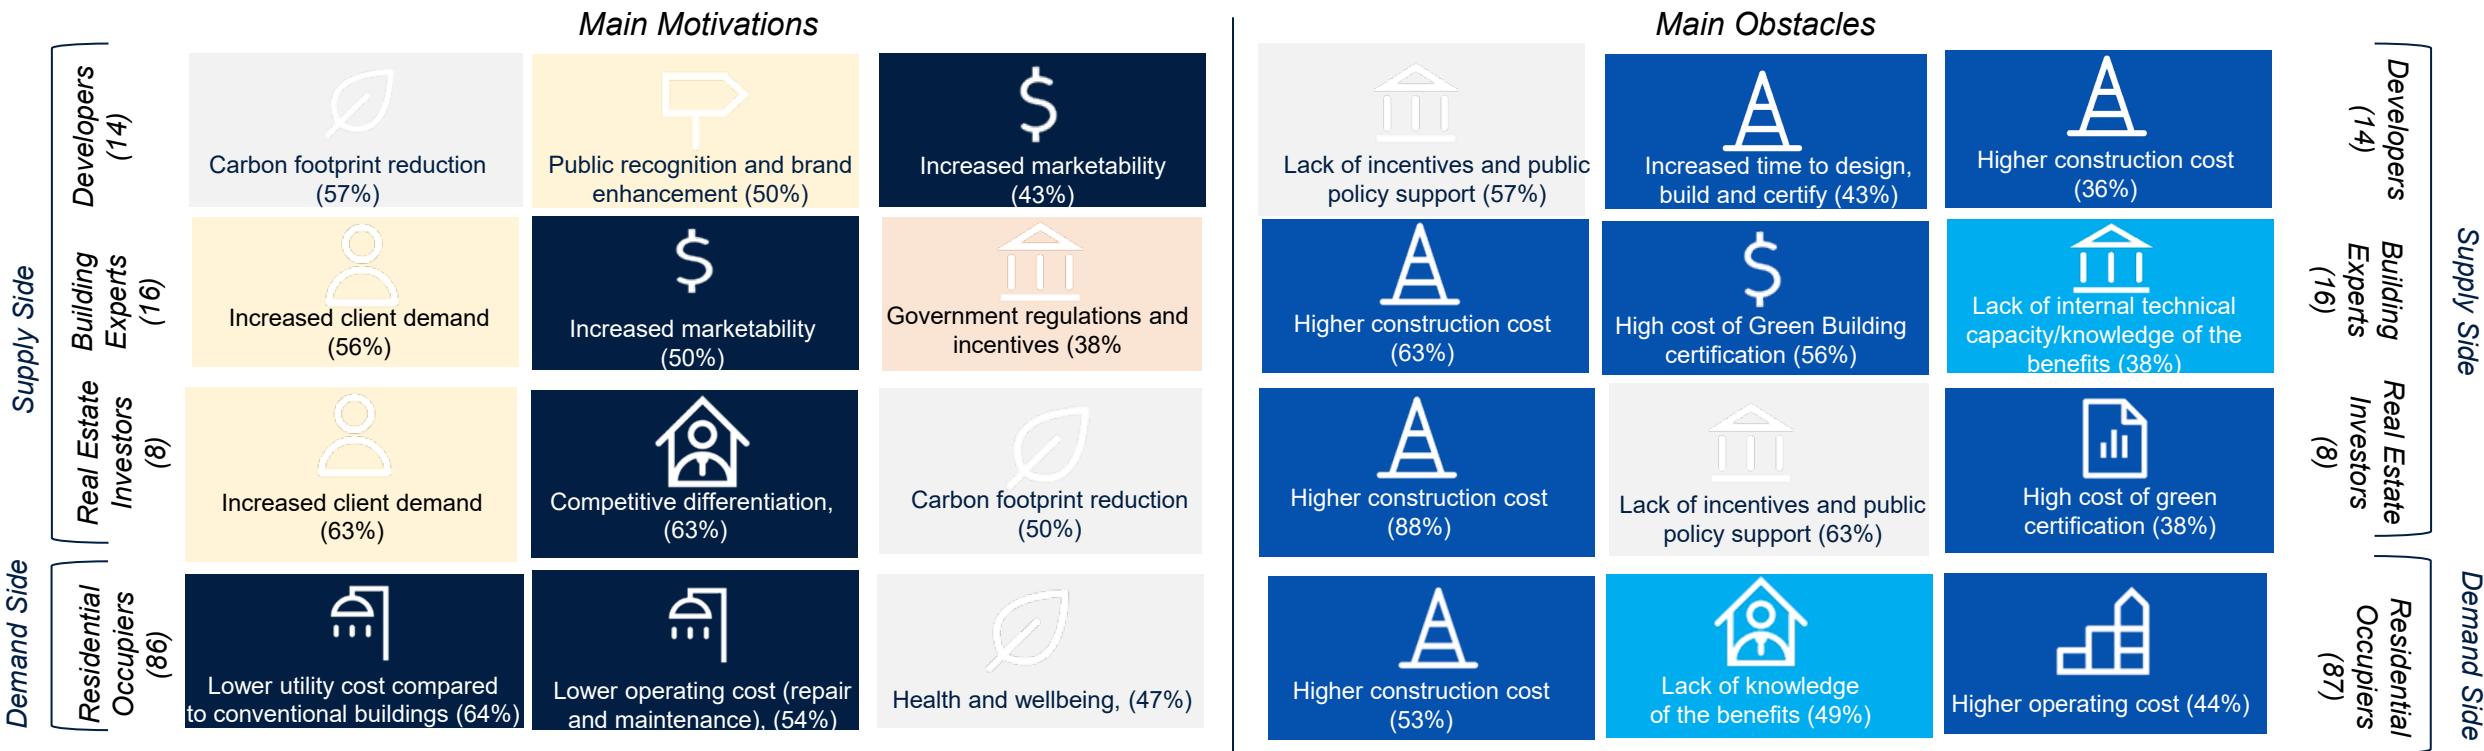 Main Motivations
Main Obstacles
Supply Side
Developers
(14)
Carbon footprint reduction
(57%)
Public recognition and brand
enhancement (50%)
Increased marketability
(43%)
Lack of incentives and public
policy support (57%)
Increased time to design,
build and certify (43%)
Higher construction cost
(36%)
Developers
(14)
Supply Side
Building
Experts
(16)
Increased client demand
(56%)
Increased marketability
(50%)
Government regulations and
incentives (38%
Higher construction cost
(63%)
High cost of Green Building
certification (56%)
Lack of internal technical
capacity/knowledge of the
benefits (38%)
Building
Experts
(16)
Real Estate
Investors
(8)
Increased client demand
(63%)
Competitive differentiation,
(63%)
Carbon footprint reduction
(50%)
Higher construction cost
(88%)
Lack of incentives and public
policy support (63%)
High cost of green
certification (38%)
Real Estate
Investors
(8)
Demand Side
Residential
Occupiers
(86)
Lower utility cost compared
to conventional buildings (64%)
Lower operating cost (repair
and maintenance), (54%)
Health and wellbeing, (47%)
Higher construction cost
(53%)
Lack of knowledge
of the benefits (49%)
Higher operating cost (44%)
Residential
Occupiers
(87)
Demand Side